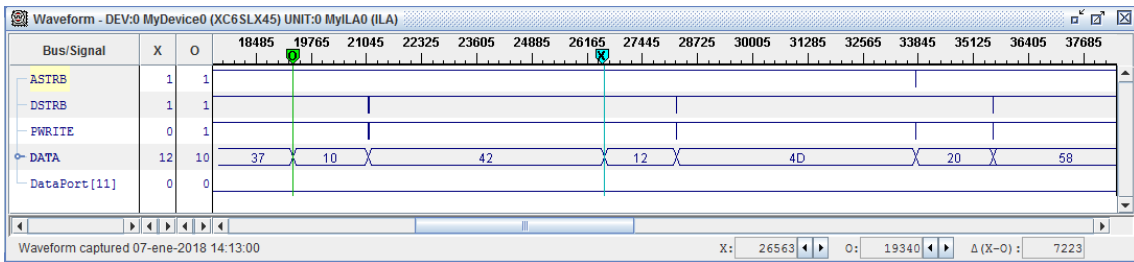 Waveform - DEV:0 MyDevice0 (XC6SLX45) UNIT:0 MyILA0 (ILA)
Bus/Signal X O 18485 19765 21045 22325 23605 24885 26165 27445 28725 30005 31285 32565 33845 35125 36405 37685
O X
ASTRB 1 1
DSTRB 1 1
PWRITE 0 1
DATA 12 10 37 10 42 12 4D 20 58
DataPort[11] 0 0
Waveform captured 07-ene-2018 14:13:00 X: 26563 O: 19340 Δ(X-O): 7223